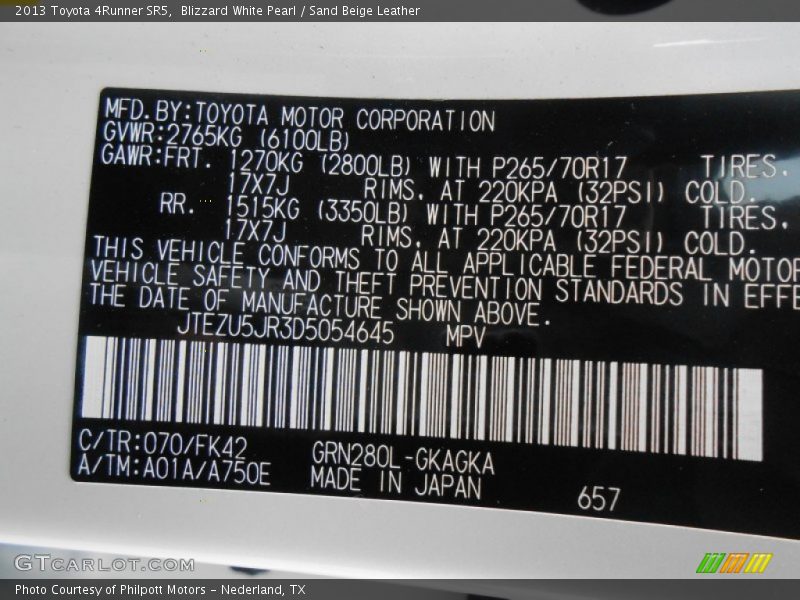 2013 Toyota 4Runner SR5,  Blizzard White Pearl / Sand Beige Leather
MFD.BY:TOYOTA MOTOR CORPORATION
GVWR:2765KG (6100LB)
GAWR:FRT. 1270KG (2800LB) WITH P265/70R17 TIRES.
17X7J RIMS. AT 220KPA (32PSI) COLD.
RR. 1515KG (3350LB) WITH P265/70R17 TIRES.
17X7J RIMS. AT 220KPA (32PSI) COLD.
THIS VEHICLE CONFORMS TO ALL APPLICABLE FEDERAL MOTOR
VEHICLE SAFETY AND THEFT PREVENTION STANDARDS IN EFFE
THE DATE OF MANUFACTURE SHOWN ABOVE.
JTEZU5JR3D5054645 MPV
C/TR:070/FK42 GRN280L-GKAGKA
A/TM:A01A/A750E MADE IN JAPAN 657
GTCARLOT.COM
Photo Courtesy of Philpott Motors - Nederland, TX